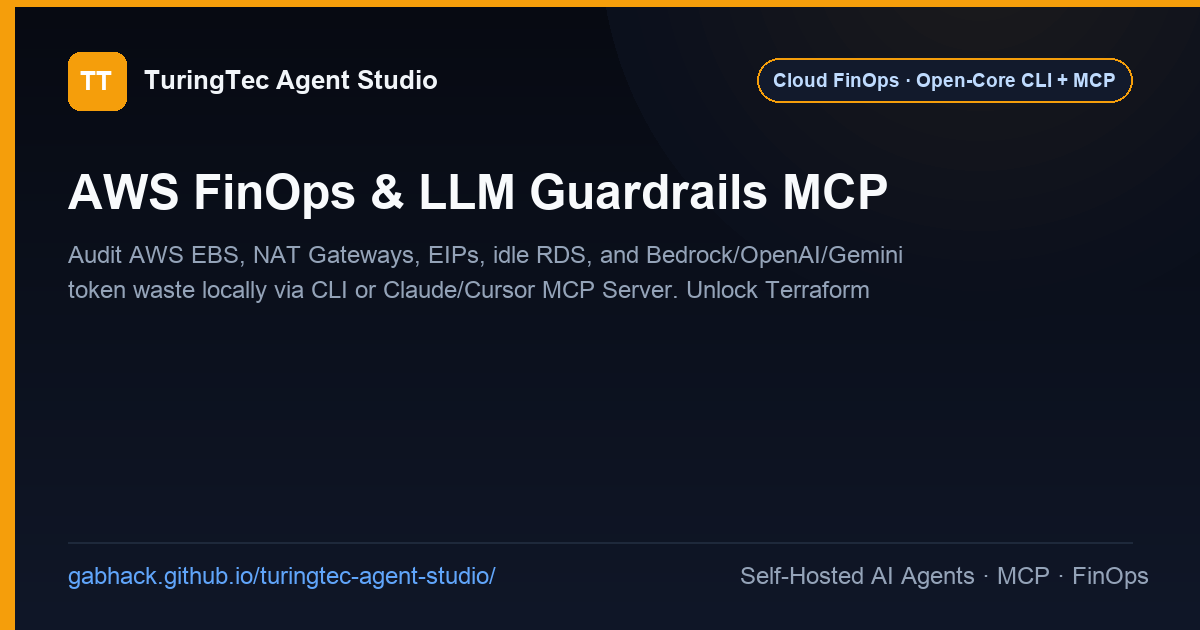 TT
TuringTec Agent Studio
Cloud FinOps · Open-Core CLI + MCP
AWS FinOps & LLM Guardrails MCP
Audit AWS EBS, NAT Gateways, EIPs, idle RDS, and Bedrock/OpenAI/Gemini
token waste locally via CLI or Claude/Cursor MCP Server. Unlock Terraform
gabhack.github.io/turingtec-agent-studio/
Self-Hosted AI Agents · MCP · FinOps